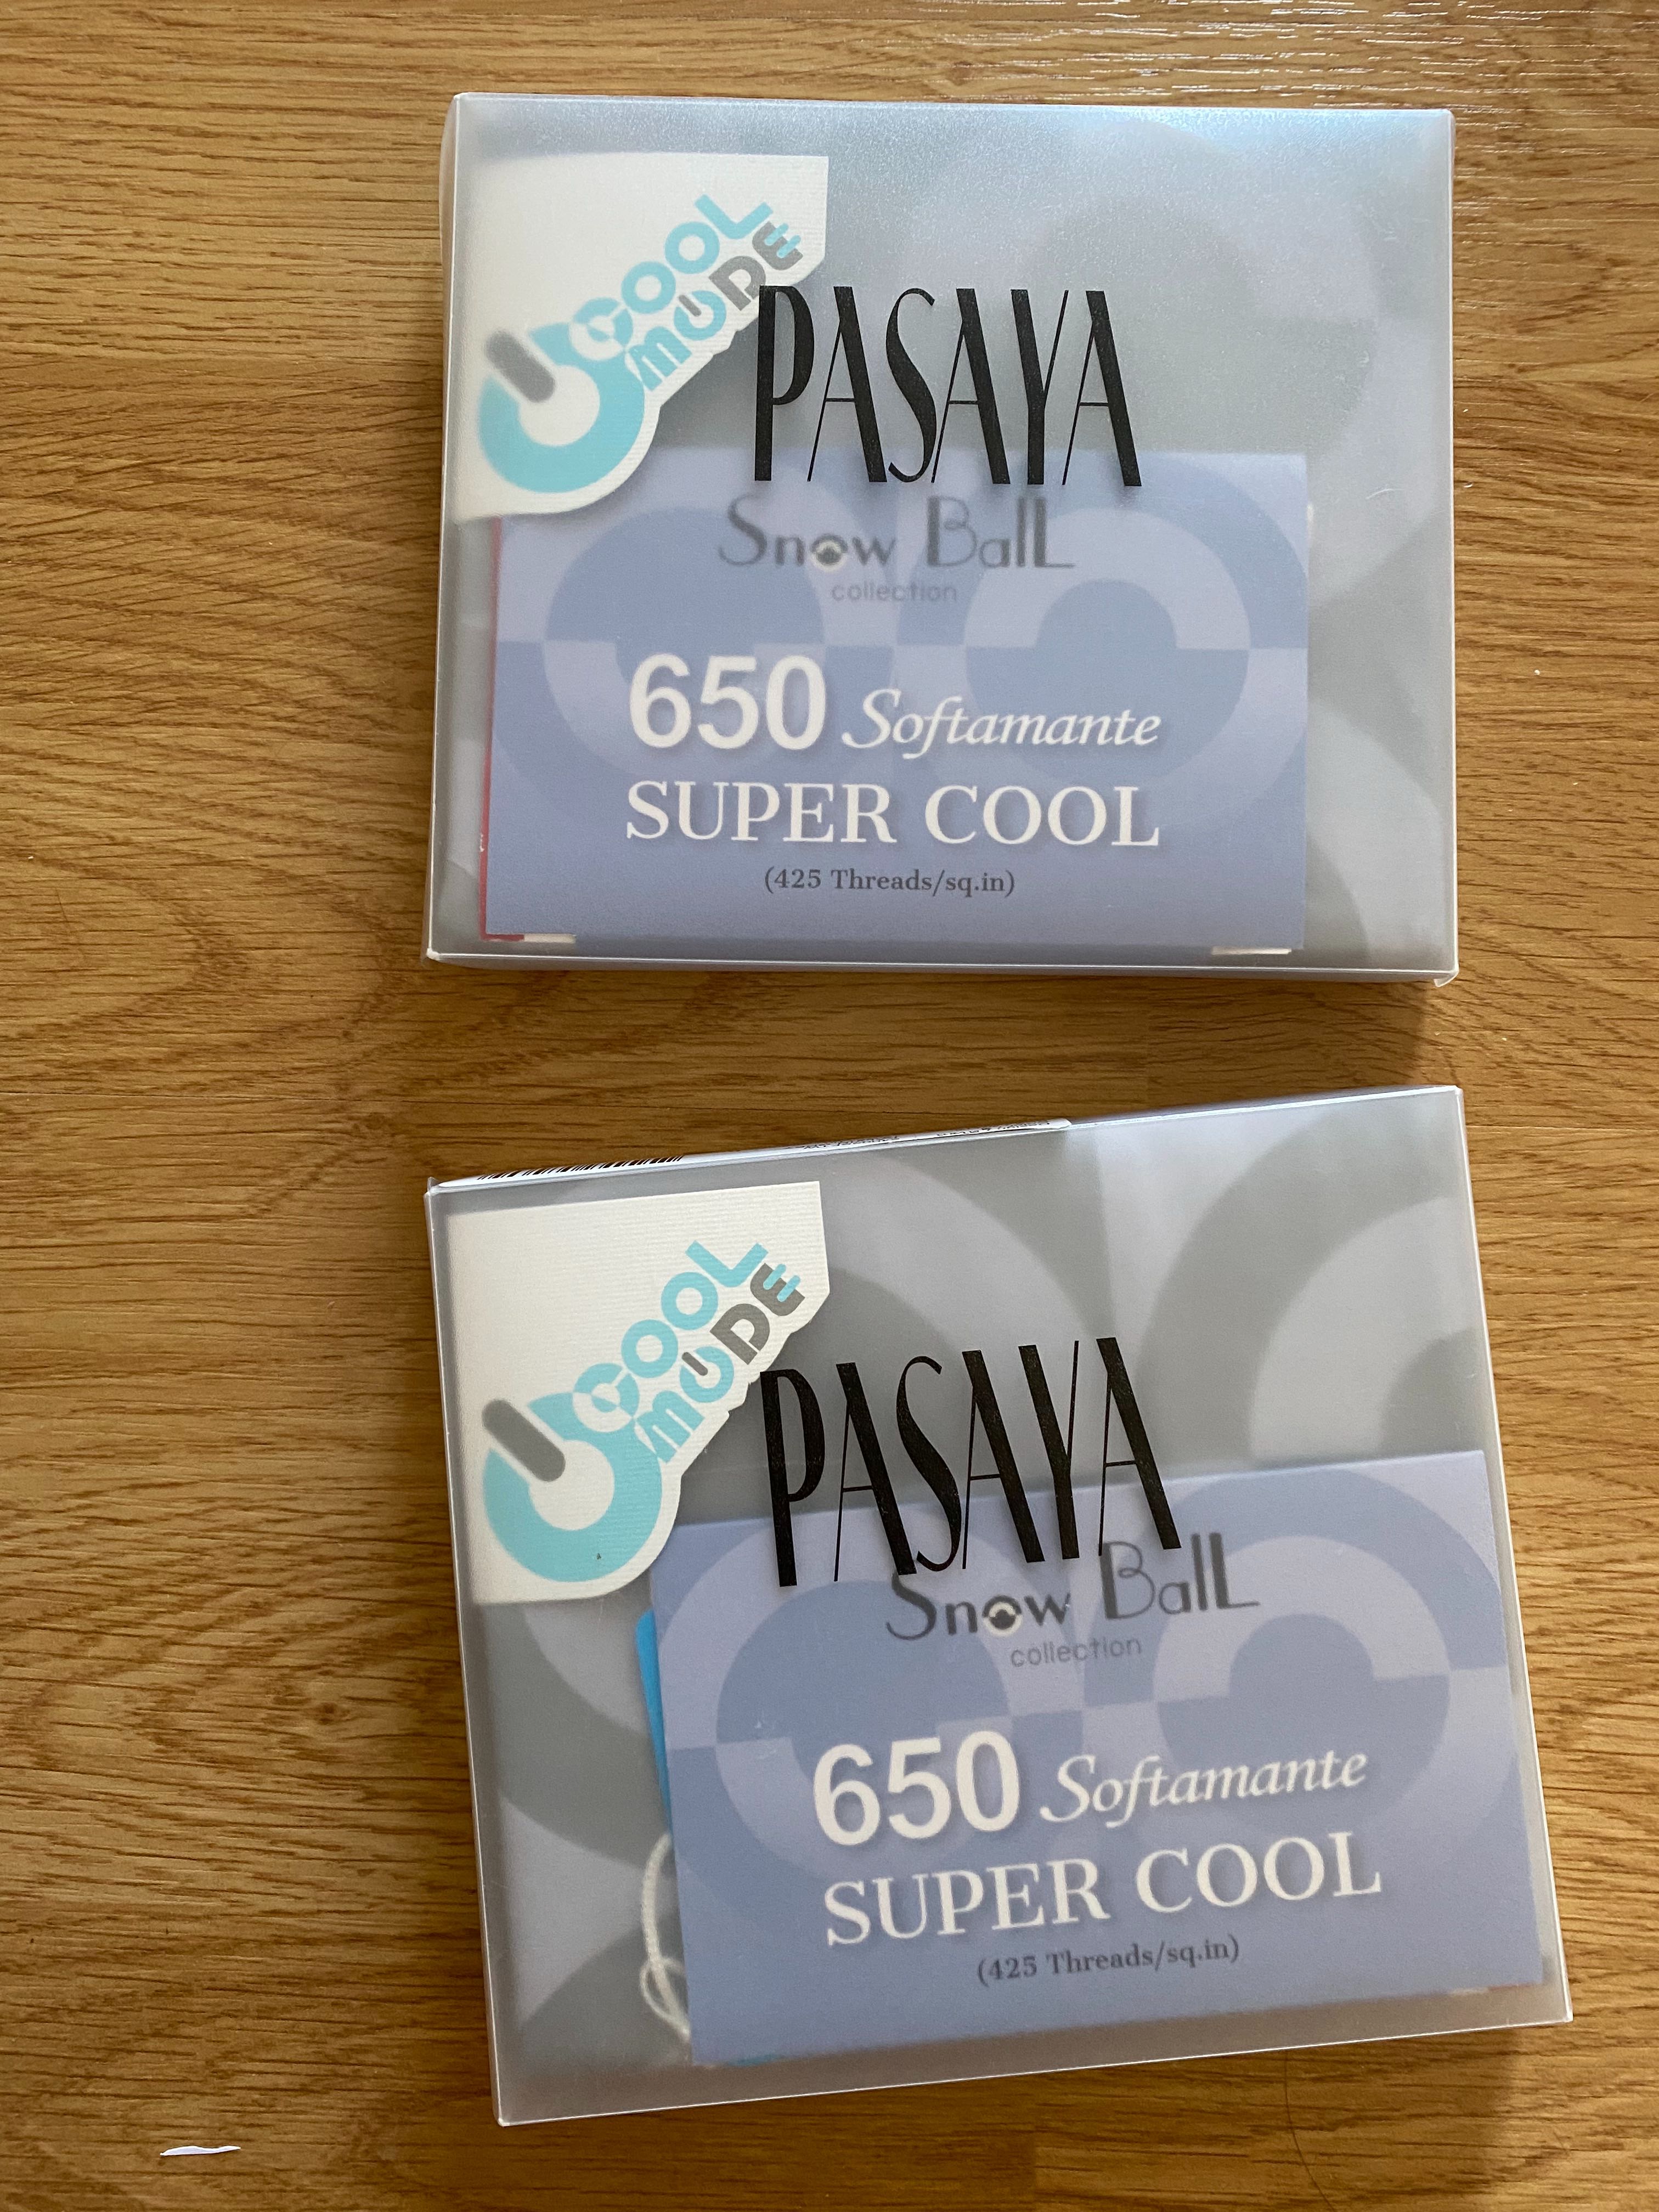 COOL
MODE
PASAYA
Snow Ball
collection
650 Softamante
SUPER COOL
(425 Threads/sq.in)
COOL
MODE
PASAYA
Snow Ball
collection
650 Softamante
SUPER COOL
(425 Threads/sq.in)